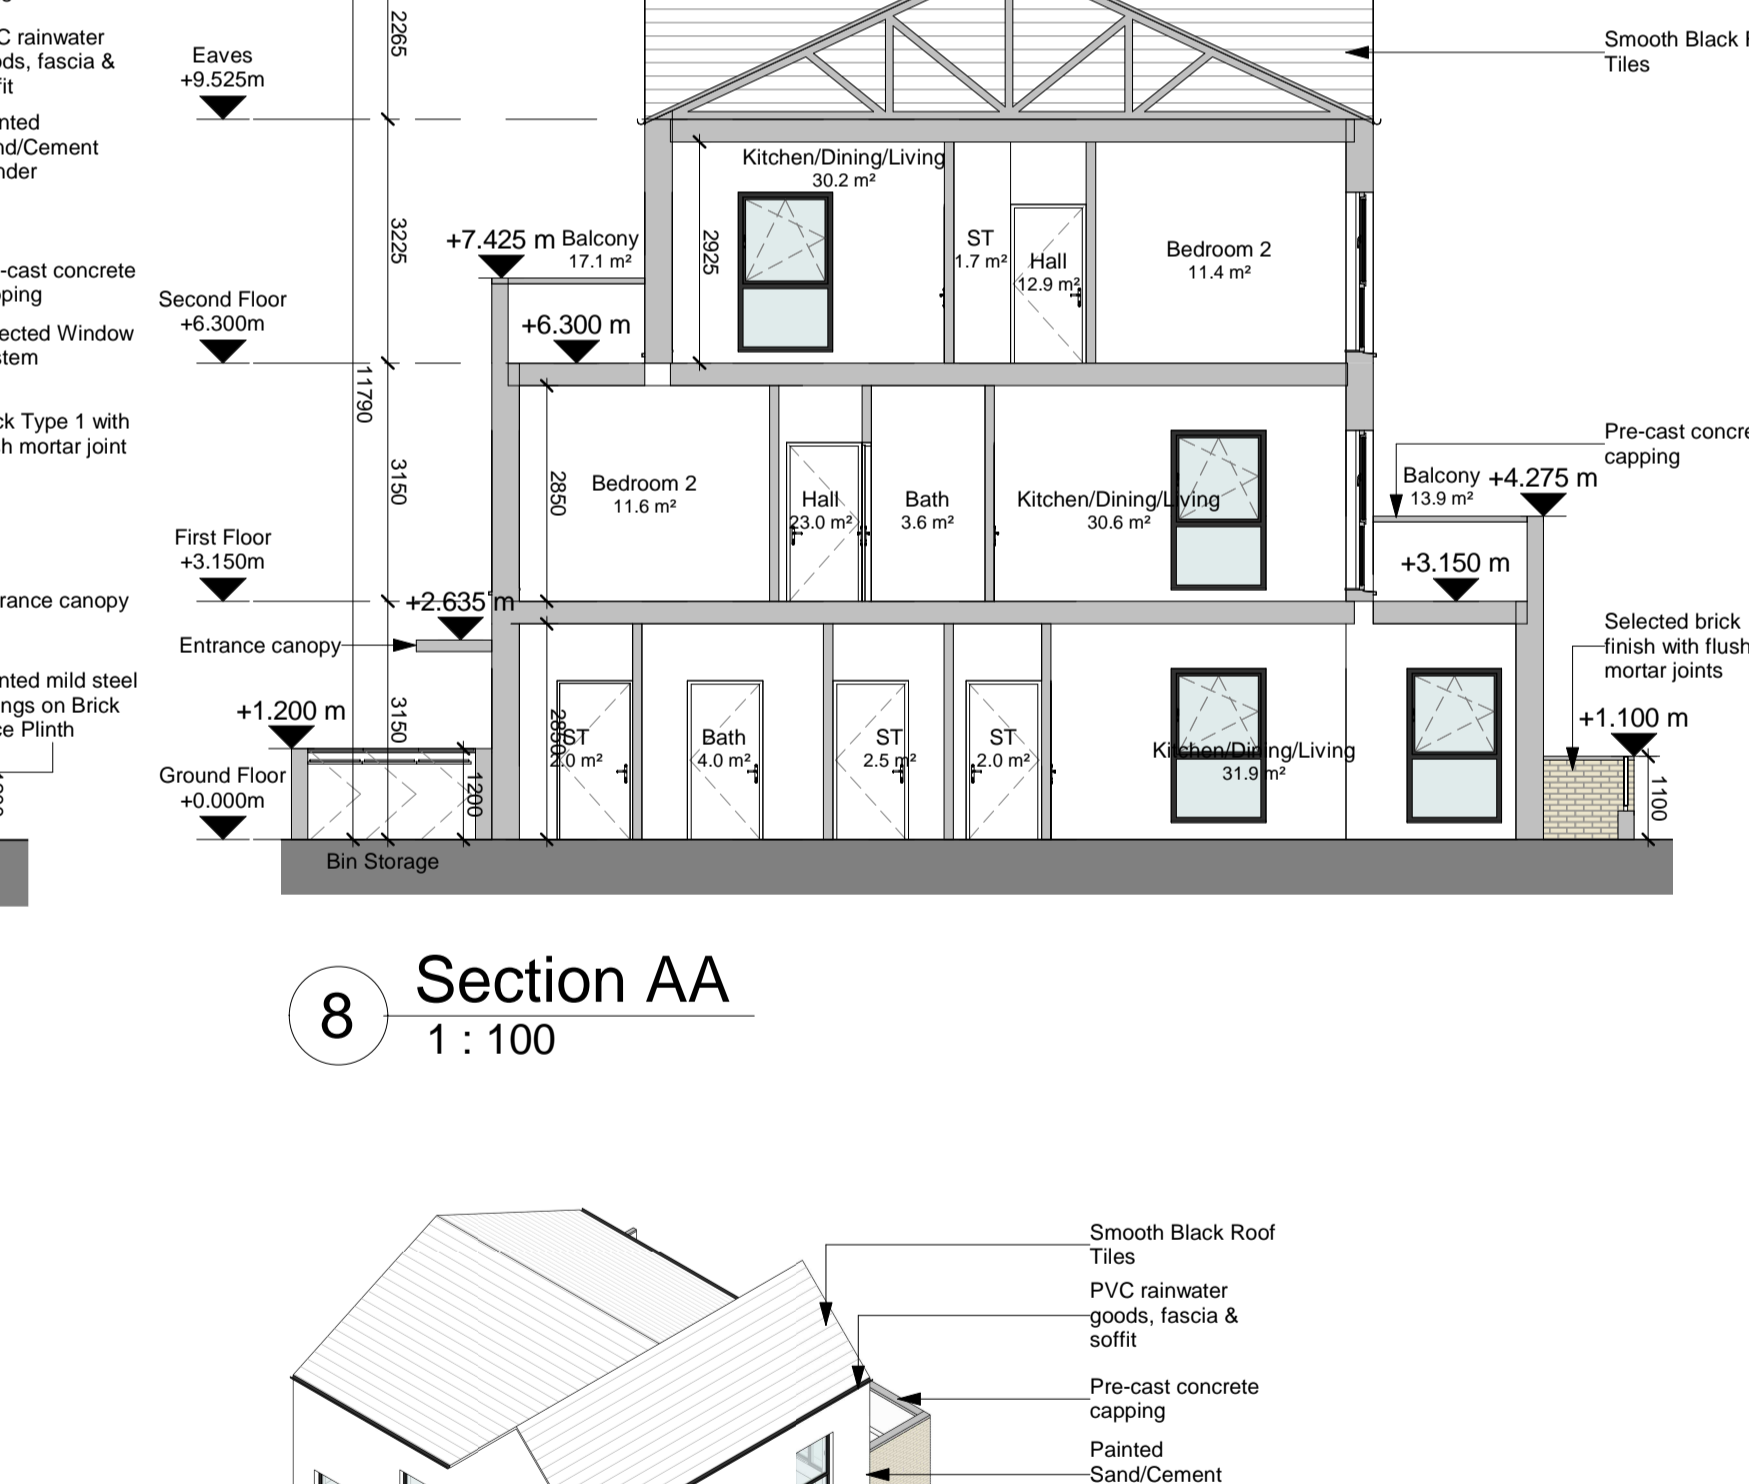 C rainwater
ods, fascia &
fit
nted
nd/Cement
nder
-cast concrete
pping
ected Window
stem
ck Type 1 with
h mortar joint
rance canopy
nted mild steel
ngs on Brick
ce Plinth
Eaves
+9.525m
Second Floor
+6.300m
First Floor
+3.150m
Ground Floor
+0.000m
2265
3225
11790
3150
3150
Entrance canopy
+2.635 m
+1.200 m
1200
Bin Storage
+7.425 m
Balcony
17.1 m²
+6.300 m
Kitchen/Dining/Living
30.2 m²
2925
ST
1.7 m²
Hall
12.9 m²
Bedroom 2
11.4 m²
2850
Bedroom 2
11.6 m²
Hall
23.0 m²
Bath
3.6 m²
Kitchen/Dining/Living
30.6 m²
Balcony
13.9 m²
+4.275 m
+3.150 m
2850
ST
2.0 m²
Bath
4.0 m²
ST
2.5 m²
ST
2.0 m²
Kitchen/Dining/Living
31.9 m²
+1.100 m
1100
Smooth Black
Tiles
Pre-cast concre
capping
Selected brick
finish with flush
mortar joints
8
Section AA
1 : 100
Smooth Black Roof
Tiles
PVC rainwater
goods, fascia &
soffit
Pre-cast concrete
capping
Painted
Sand/Cement